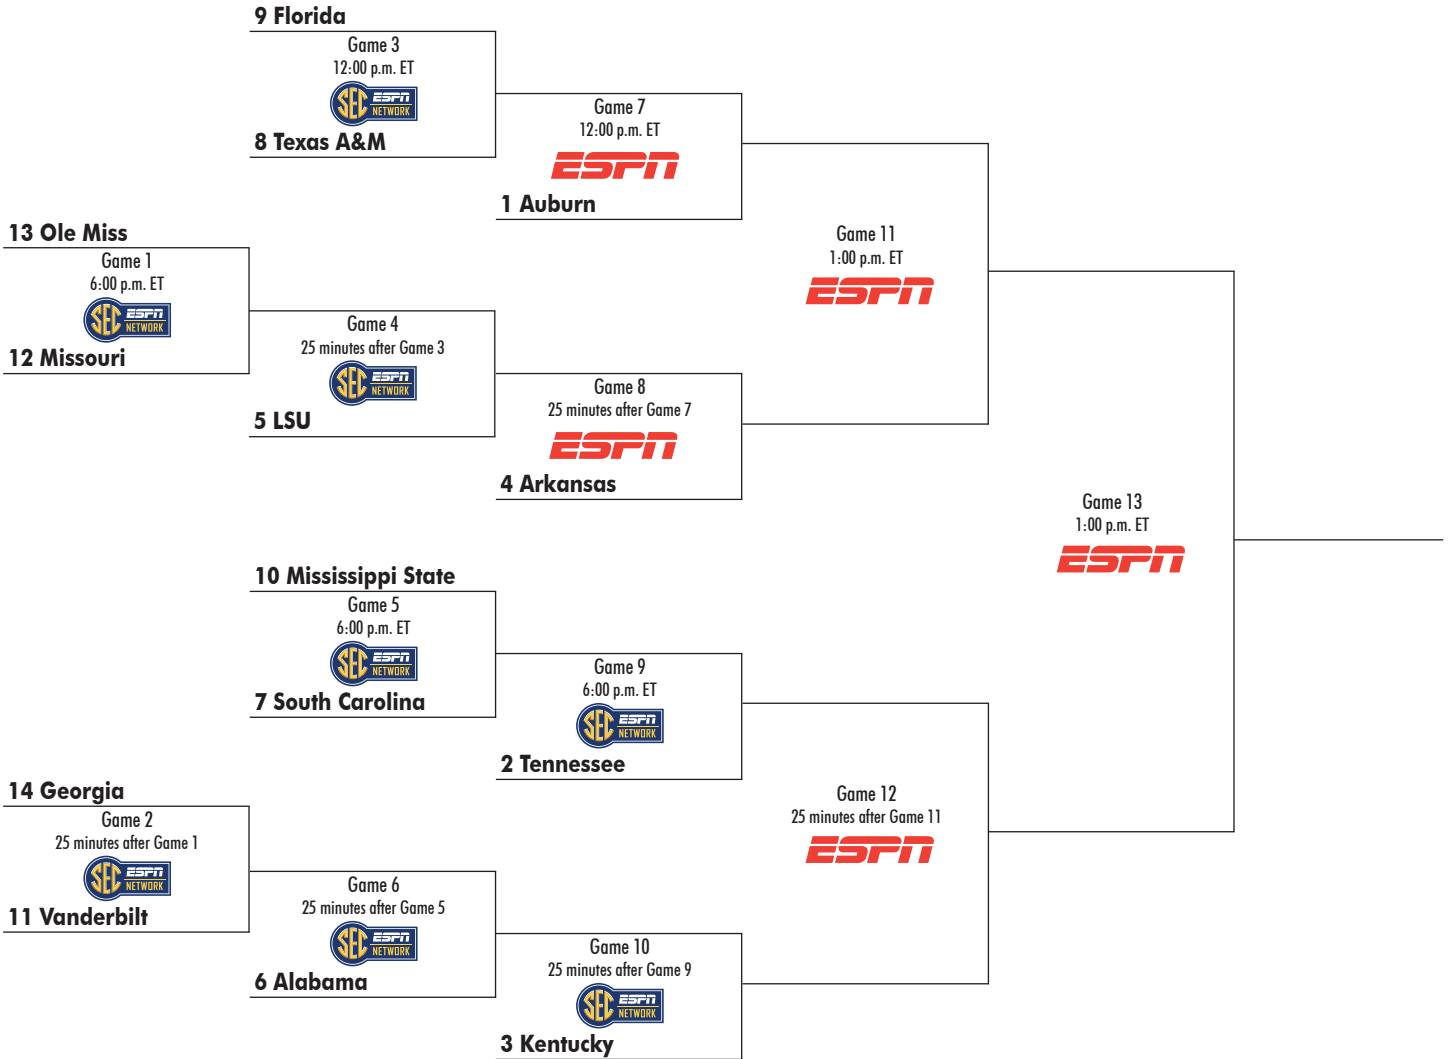 9 Florida
Game 3
12:00 p.m. ET
SEC ESPN NETWORK
8 Texas A&M
Game 7
12:00 p.m. ET
ESPN
1 Auburn
13 Ole Miss
Game 1
6:00 p.m. ET
SEC ESPN NETWORK
12 Missouri
Game 4
25 minutes after Game 3
SEC ESPN NETWORK
5 LSU
Game 8
25 minutes after Game 7
ESPN
4 Arkansas
Game 11
1:00 p.m. ET
ESPN
10 Mississippi State
Game 5
6:00 p.m. ET
SEC ESPN NETWORK
7 South Carolina
Game 9
6:00 p.m. ET
SEC ESPN NETWORK
2 Tennessee
14 Georgia
Game 2
25 minutes after Game 1
SEC ESPN NETWORK
11 Vanderbilt
Game 6
25 minutes after Game 5
SEC ESPN NETWORK
6 Alabama
Game 10
25 minutes after Game 9
SEC ESPN NETWORK
3 Kentucky
Game 12
25 minutes after Game 11
ESPN
Game 13
1:00 p.m. ET
ESPN